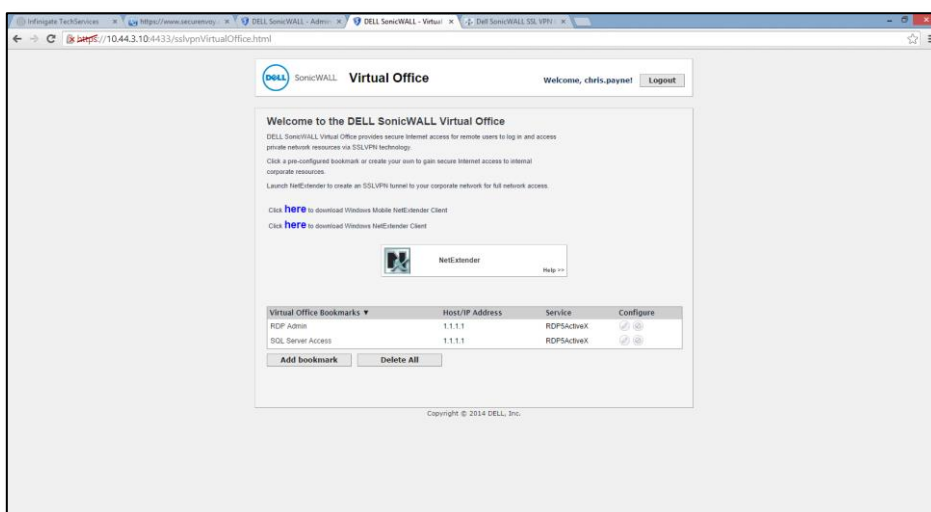 Infinigate TechServices
https://www.securenvoy.
DELL SonicWALL - Admin
DELL SonicWALL - Virtual
Dell SonicWALL SSL VPN
https://10.44.3.10:4433/sslvpnVirtualOffice.html
DELL SonicWALL Virtual Office
Welcome, chris.payne! Logout
Welcome to the DELL SonicWALL Virtual Office
DELL SonicWALL Virtual Office provides secure Internet access for remote users to log in and access
private network resources via SSLVPN technology.
Click a pre-configured bookmark or create your own to gain secure Internet access to internal
corporate resources.
Launch NetExtender to create an SSLVPN tunnel to your corporate network for full network access.
Click here to download Windows Mobile NetExtender Client
Click here to download Windows NetExtender Client
NetExtender
Help >>
Virtual Office Bookmarks ▼ Host/IP Address Service Configure
RDP Admin 1.1.1.1 RDP5ActiveX
SQL Server Access 1.1.1.1 RDP5ActiveX
Add bookmark Delete All
Copyright © 2014 DELL, Inc.